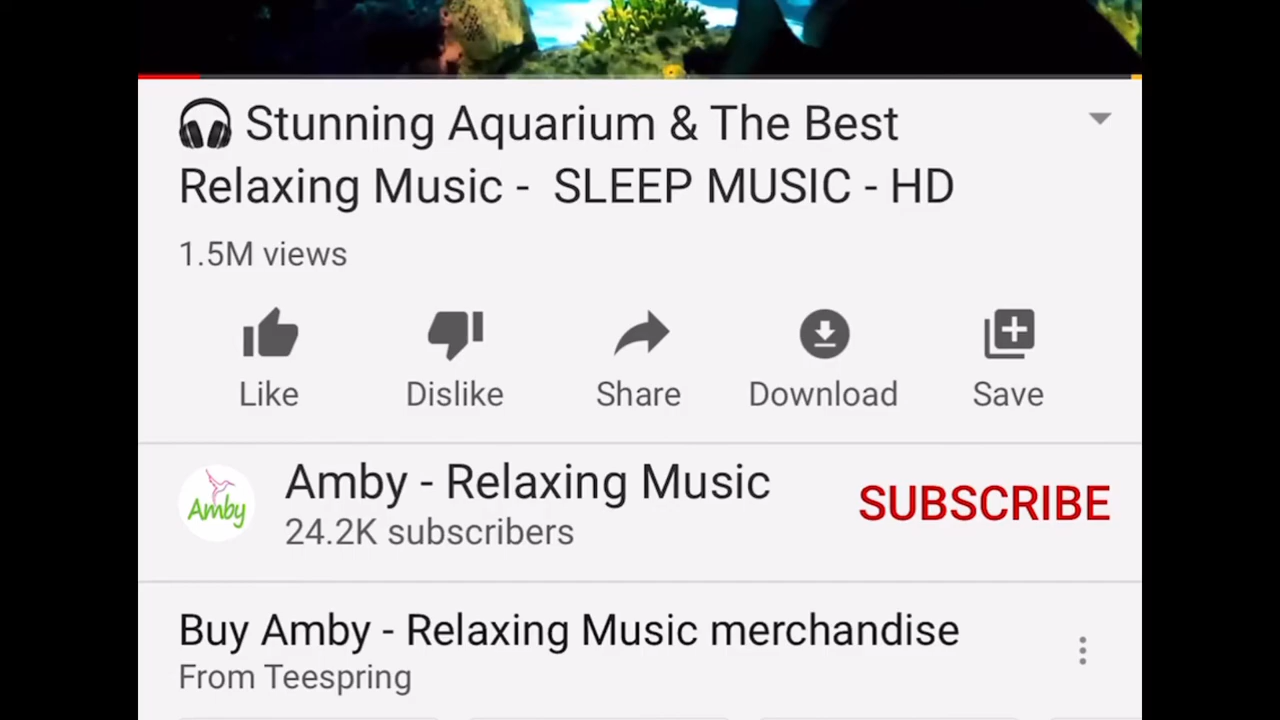 🎧 Stunning Aquarium & The Best
Relaxing Music - SLEEP MUSIC - HD
1.5M views
Like Dislike Share Download Save
Amby
Amby - Relaxing Music
24.2K subscribers
SUBSCRIBE
Buy Amby - Relaxing Music merchandise
From Teespring